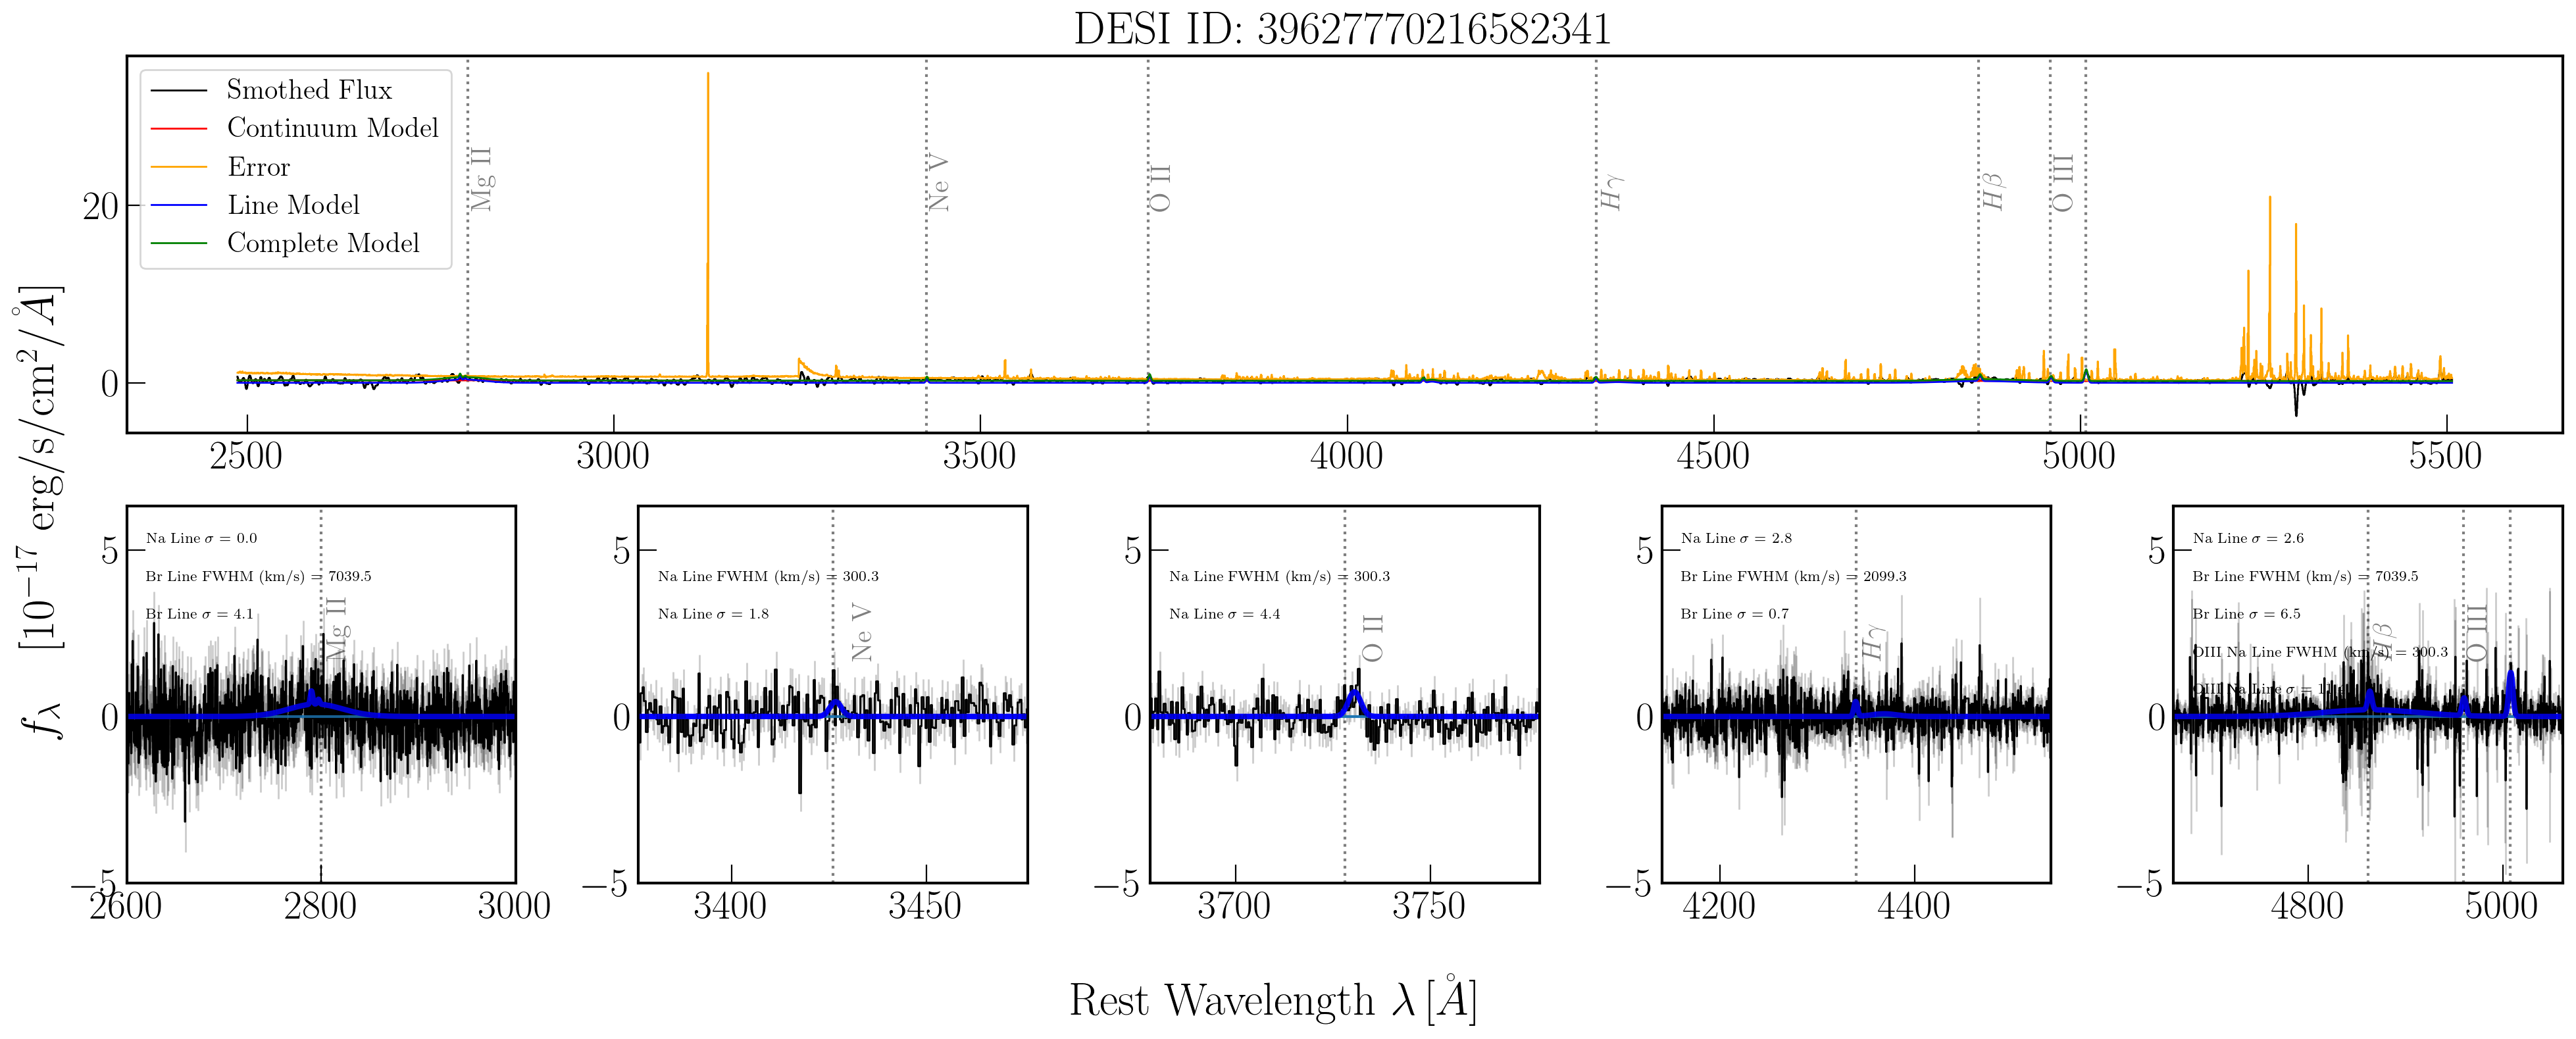 DESI ID: 39627770216582341
Smothed Flux
Continuum Model
Error
Line Model
Complete Model
Mg II
Ne V
O II
Hγ
Hβ
O III
20
0
2500 3000 3500 4000 4500 5000 5500
f_λ [10^{-17} erg/s/cm^2/Å]
Na Line σ = 0.0
Br Line FWHM (km/s) = 7039.5
Br Line σ = 4.1
Mg II
5
0
−5
2600 2800 3000
Na Line FWHM (km/s) = 300.3
Na Line σ = 1.8
Ne V
5
0
−5
3400 3450
Na Line FWHM (km/s) = 300.3
Na Line σ = 4.4
O II
5
0
−5
3700 3750
Na Line σ = 2.8
Br Line FWHM (km/s) = 2099.3
Br Line σ = 0.7
Hγ
5
0
−5
4200 4400
Na Line σ = 2.6
Br Line FWHM (km/s) = 7039.5
Br Line σ = 6.5
OIII Na Line FWHM (km/s) = 300.3
OIII Na Line σ =
Hβ
O III
5
0
−5
4800 5000
Rest Wavelength λ [Å]